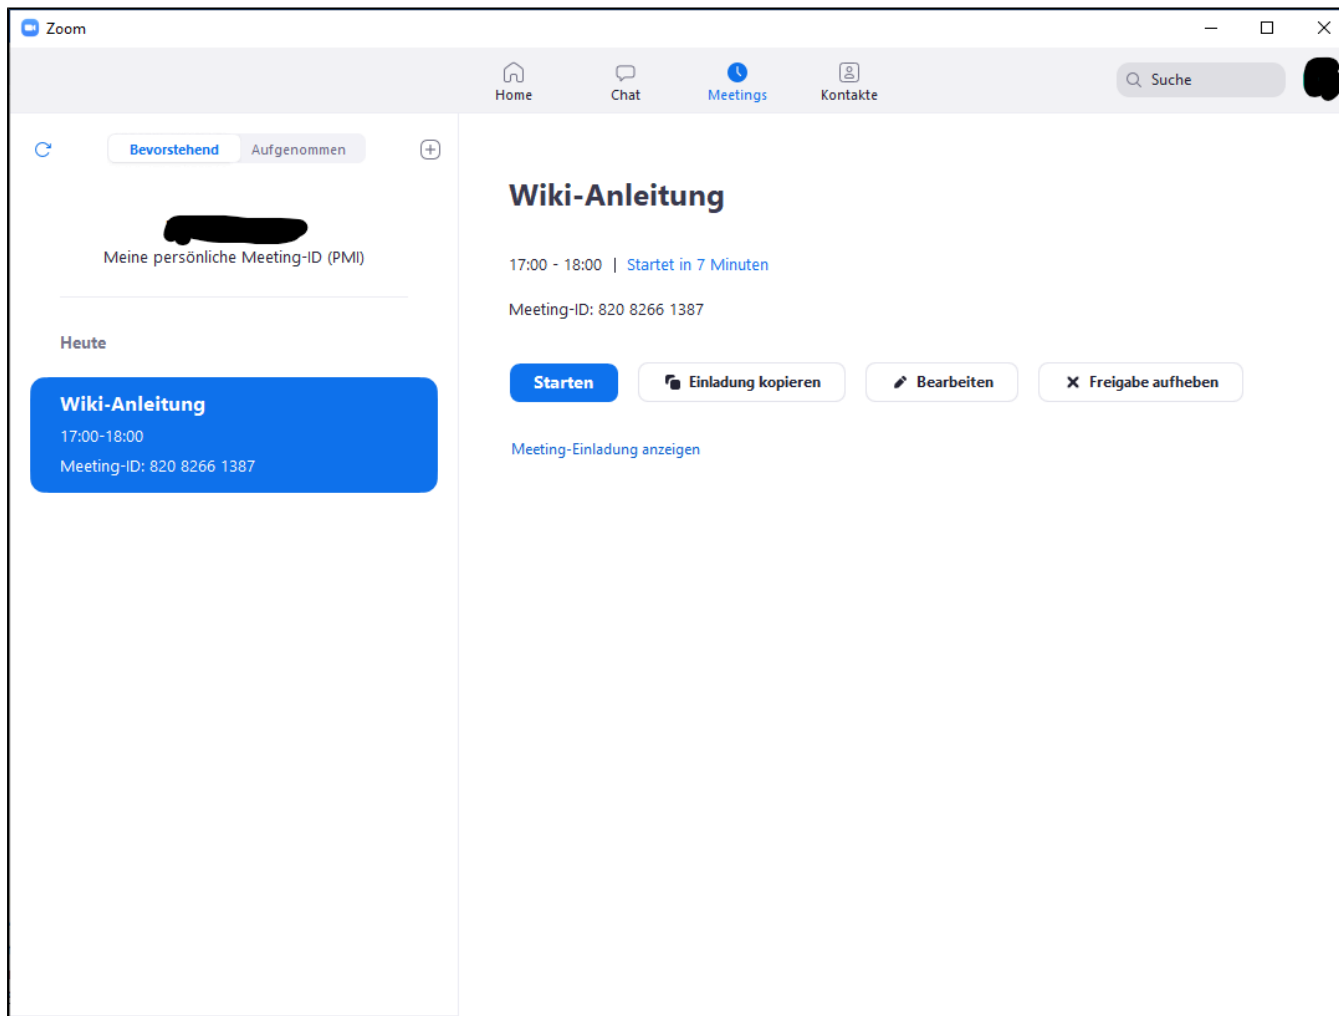 Zoom
Home
Chat
Meetings
Kontakte
Suche
Bevorstehend
Aufgenommen
Meine persönliche Meeting-ID (PMI)
Heute
Wiki-Anleitung
17:00-18:00
Meeting-ID: 820 8266 1387
Wiki-Anleitung
17:00 - 18:00 | Startet in 7 Minuten
Meeting-ID: 820 8266 1387
Starten
Einladung kopieren
Bearbeiten
Freigabe aufheben
Meeting-Einladung anzeigen